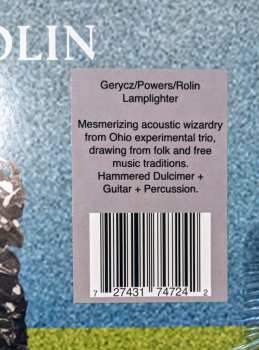 OLIN
Gerycz/Powers/Rolin
Lamplighter
Mesmerizing acoustic wizardry
from Ohio experimental trio,
drawing from folk and free
music traditions.
Hammered Dulcimer +
Guitar + Percussion.
7 27431 74724 2